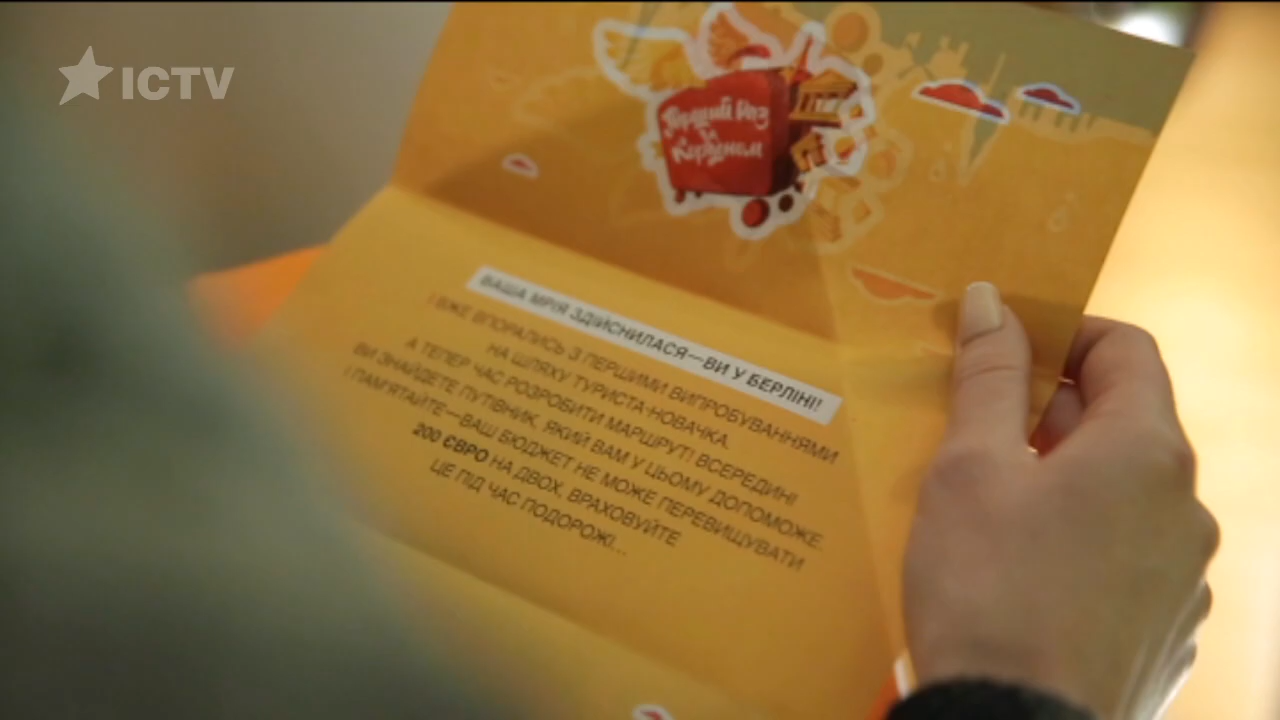 ICTV
Перший Раз
за
Кордоном
ВАША МРІЯ ЗДІЙСНИЛАСЯ—ВИ У БЕРЛІНІ!
І ВЖЕ ВПОРАЛИСЬ З ПЕРШИМИ ВИПРОБУВАННЯМИ
НА ШЛЯХУ ТУРИСТА-НОВАЧКА.
А ТЕПЕР ЧАС РОЗРОБИТИ МАРШРУТ! ВСЕРЕДИНІ
ВИ ЗНАЙДЕТЕ ПУТІВНИК, ЯКИЙ ВАМ У ЦЬОМУ ДОПОМОЖЕ.
І ПАМ'ЯТАЙТЕ—ВАШ БЮДЖЕТ НЕ МОЖЕ ПЕРЕВИЩУВАТИ
200 ЄВРО НА ДВОХ. ВРАХОВУЙТЕ
ЦЕ ПІД ЧАС ПОДОРОЖІ...